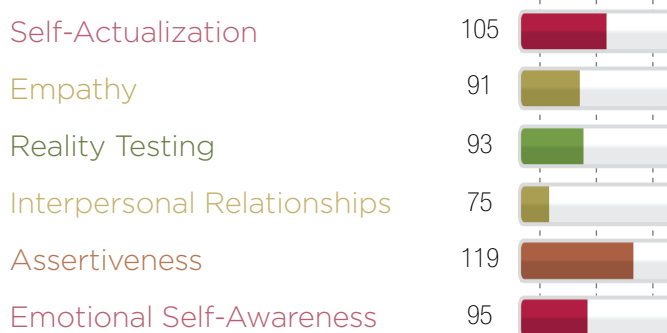 Self-Actualization 105
Empathy 91
Reality Testing 93
Interpersonal Relationships 75
Assertiveness 119
Emotional Self-Awareness 95